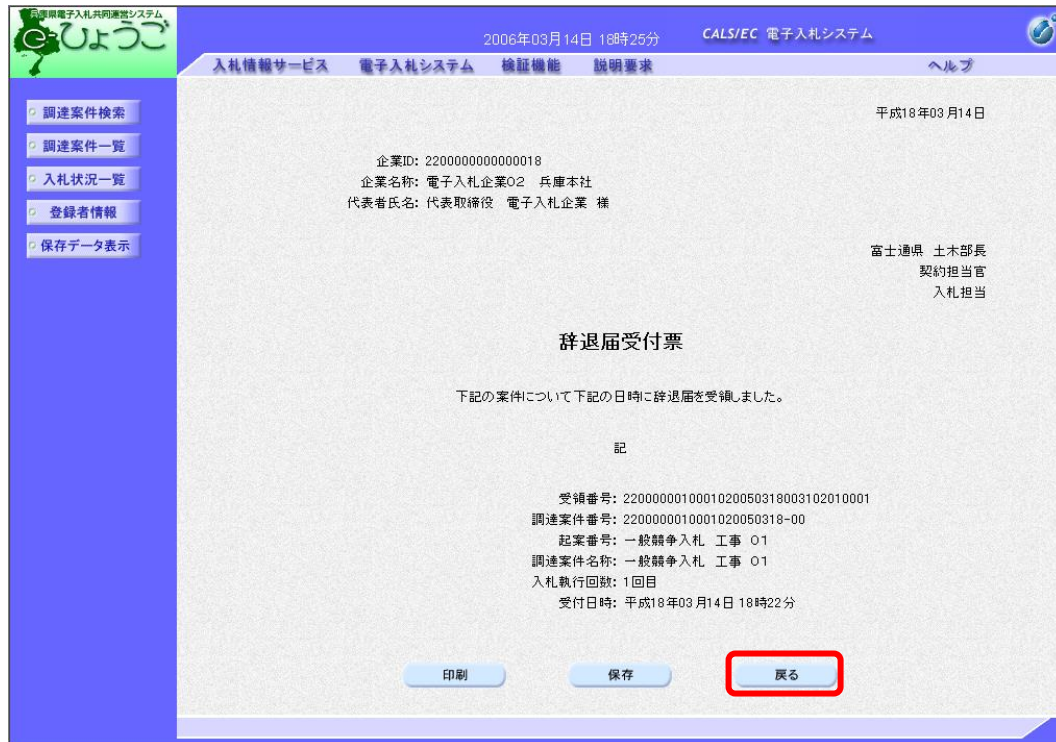 兵庫県電子入札共同運営システム
e-ひょうご
2006年03月14日 18時25分
CALS/EC 電子入札システム
入札情報サービス 電子入札システム 検証機能 説明要求 ヘルプ
調達案件検索
調達案件一覧
入札状況一覧
登録者情報
保存データ表示
平成18年03月14日
企業ID: 2200000000000018
企業名称: 電子入札企業02 兵庫本社
代表者氏名: 代表取締役 電子入札企業 様
富士通県 土木部長
契約担当官
入札担当
辞退届受付票
下記の案件について下記の日時に辞退届を受領しました。
記
受領番号: 2200000010001020050318003102010001
調達案件番号: 2200000010001020050318-00
起案番号: 一般競争入札 工事 01
調達案件名称: 一般競争入札 工事 01
入札執行回数: 1回目
受付日時: 平成18年03月14日 18時22分
印刷 保存 戻る